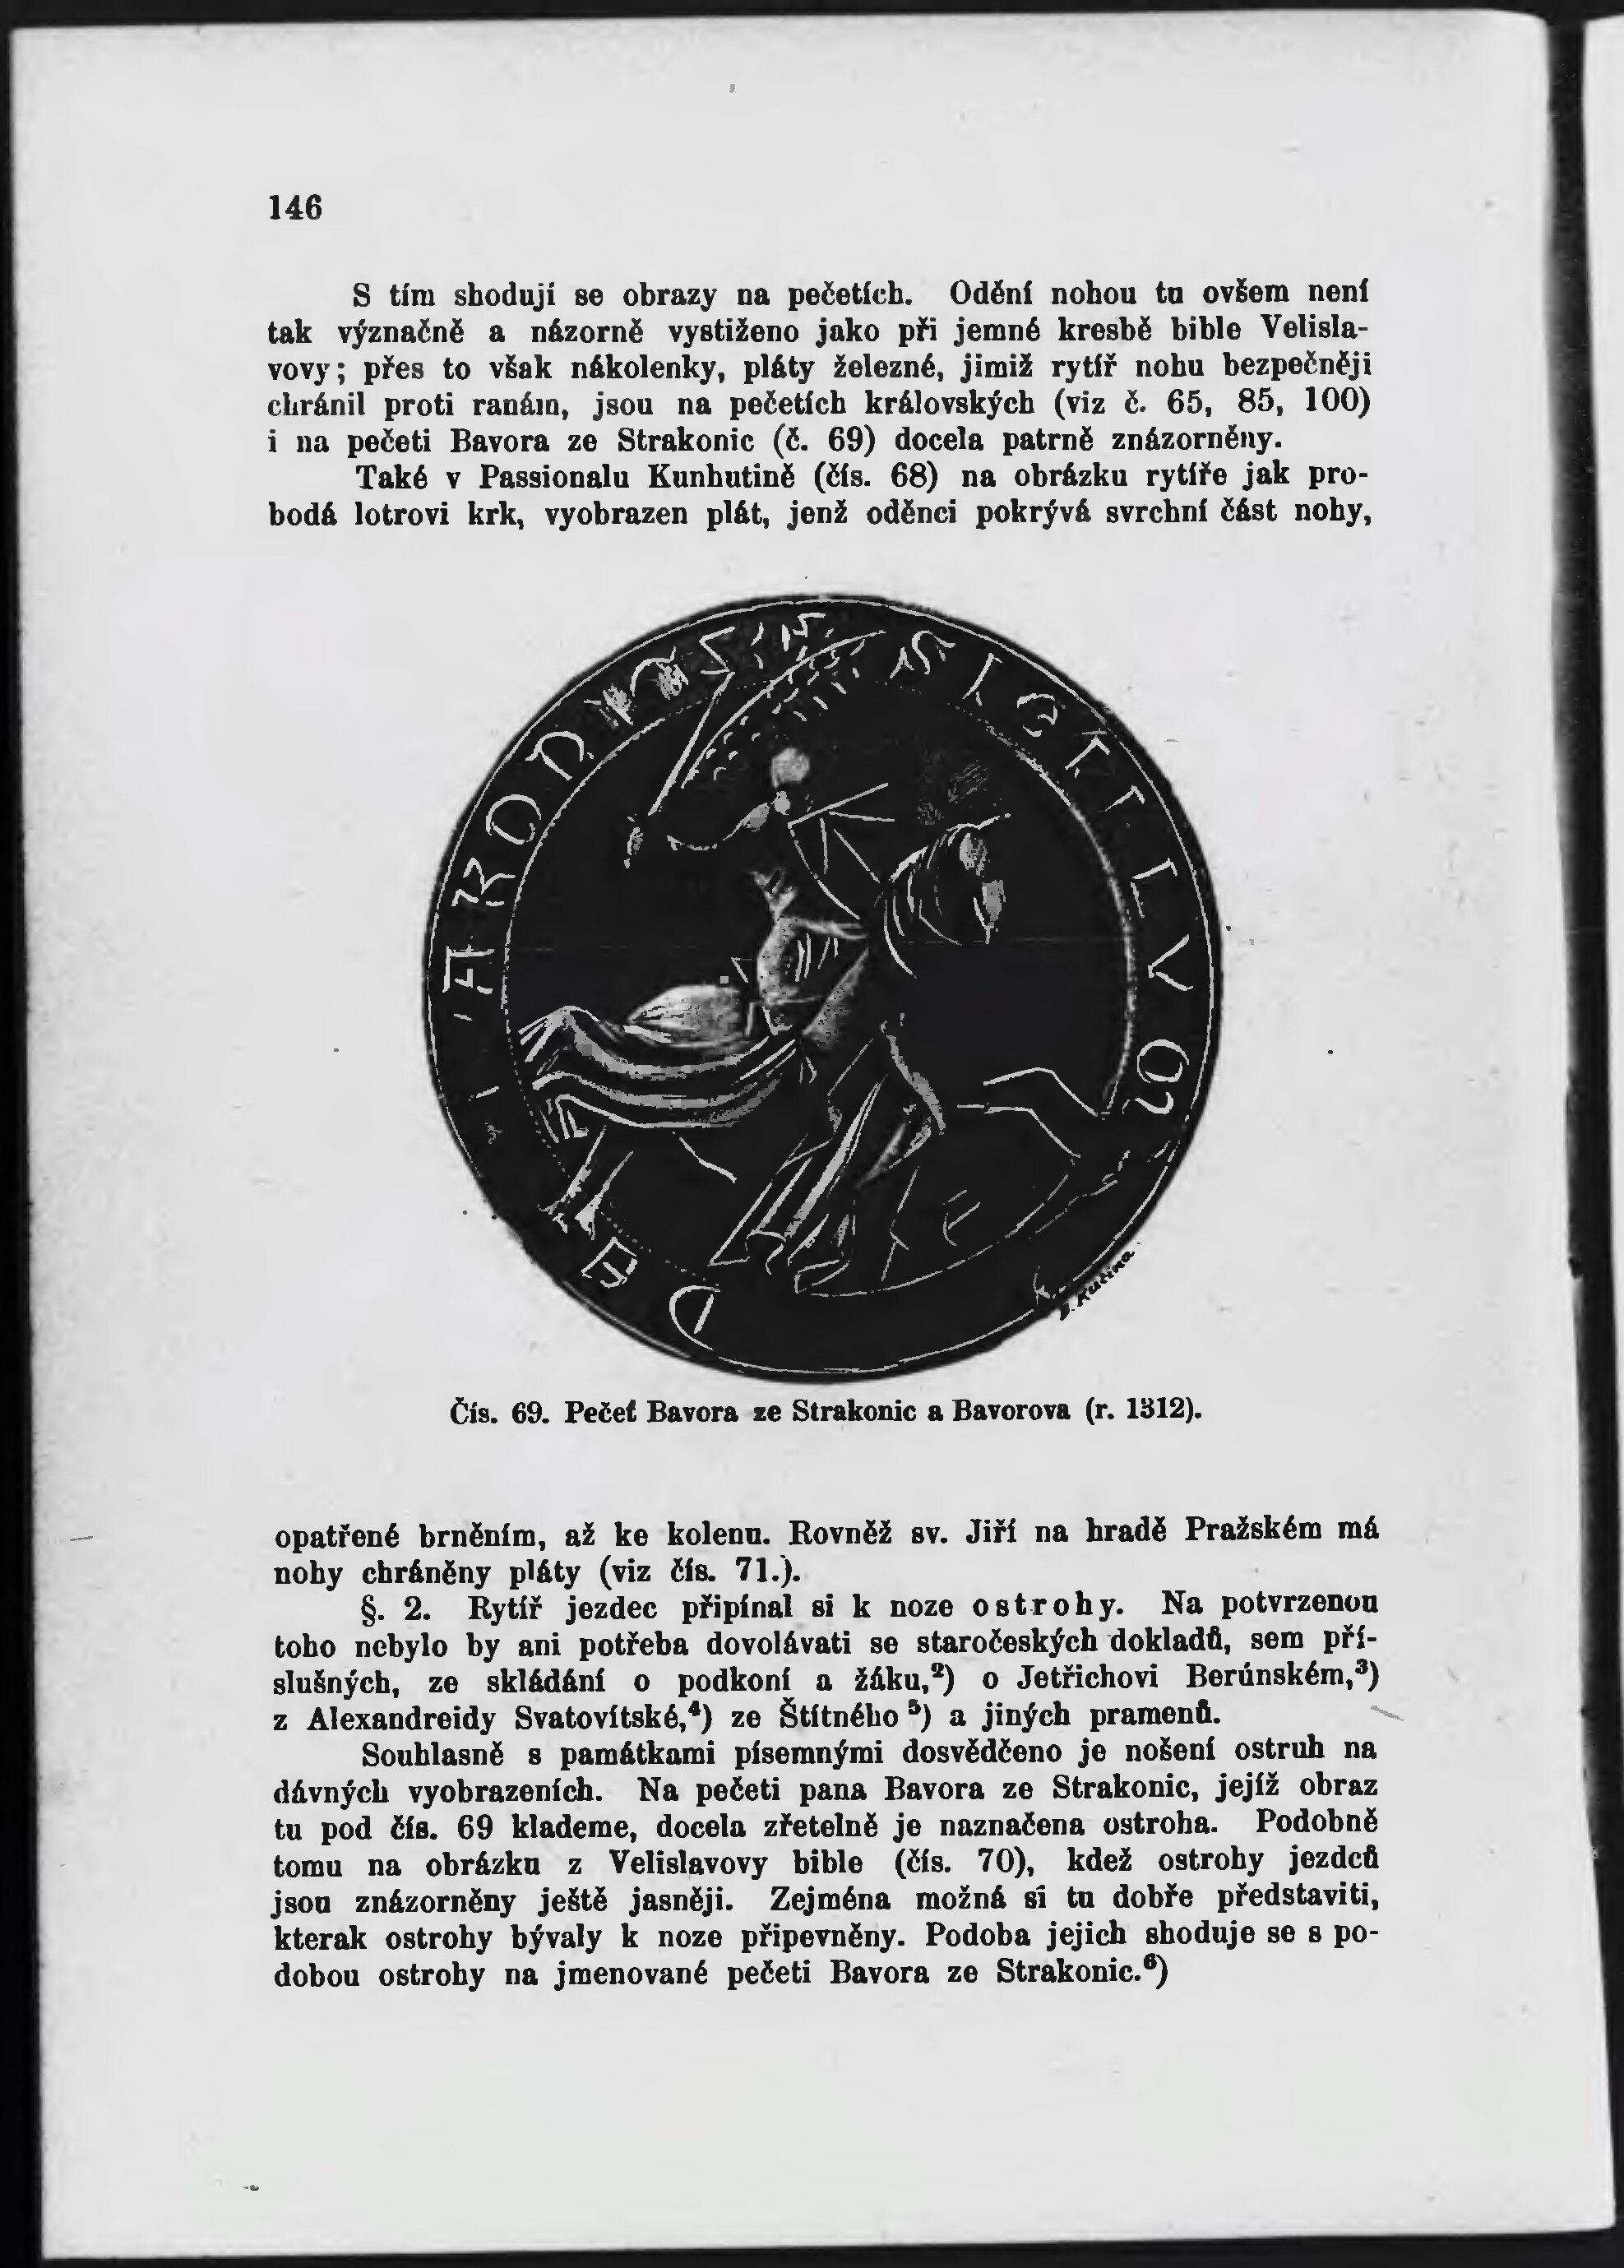 146
S tím shodují se obrazy na pečetích. Odění nohou tu ovšem není
tak význačně a názorně vystiženo jako při jemné kresbě bible Velisla-
vovy; přes to však nákolenky, pláty železné, jimiž rytíř nohu bezpečněji
chránil proti ranám, jsou na pečetích královských (viz č. 65, 85, 100)
i na pečeti Bavora ze Strakonic (č. 69) docela patrně znázorněny.
Také v Passionalu Kunhutině (čís. 68) na obrázku rytíře jak pro-
bodá lotrovi krk, vyobrazen plát, jenž oděnci pokrývá svrchní část nohy,
SIGILLVM
DE
B. Kutina
Čís. 69. Pečeť Bavora ze Strakonic a Bavorova (r. 1312).
opatřené brněním, až ke kolenu. Rovněž sv. Jiří na hradě Pražském má
nohy chráněny pláty (viz čís. 71.).
§. 2. Rytíř jezdec připínal si k noze ostrohy. Na potvrzenou
toho nebylo by ani potřeba dovolávati se staročeských dokladů, sem pří-
slušných, ze skládání o podkoní a žáku,²) o Jetřichovi Berúnském,³)
z Alexandreidy Svatovítské,⁴) ze Štítného ⁵) a jiných pramenů.
Souhlasně s památkami písemnými dosvědčeno je nošení ostruh na
dávných vyobrazeních. Na pečeti pana Bavora ze Strakonic, jejíž obraz
tu pod čís. 69 klademe, docela zřetelně je naznačena ostroha. Podobně
tomu na obrázku z Velislavovy bible (čís. 70), kdež ostrohy jezdců
jsou znázorněny ještě jasněji. Zejména možná si tu dobře představiti,
kterak ostrohy bývaly k noze připevněny. Podoba jejich shoduje se s po-
dobou ostrohy na jmenované pečeti Bavora ze Strakonic.⁶)